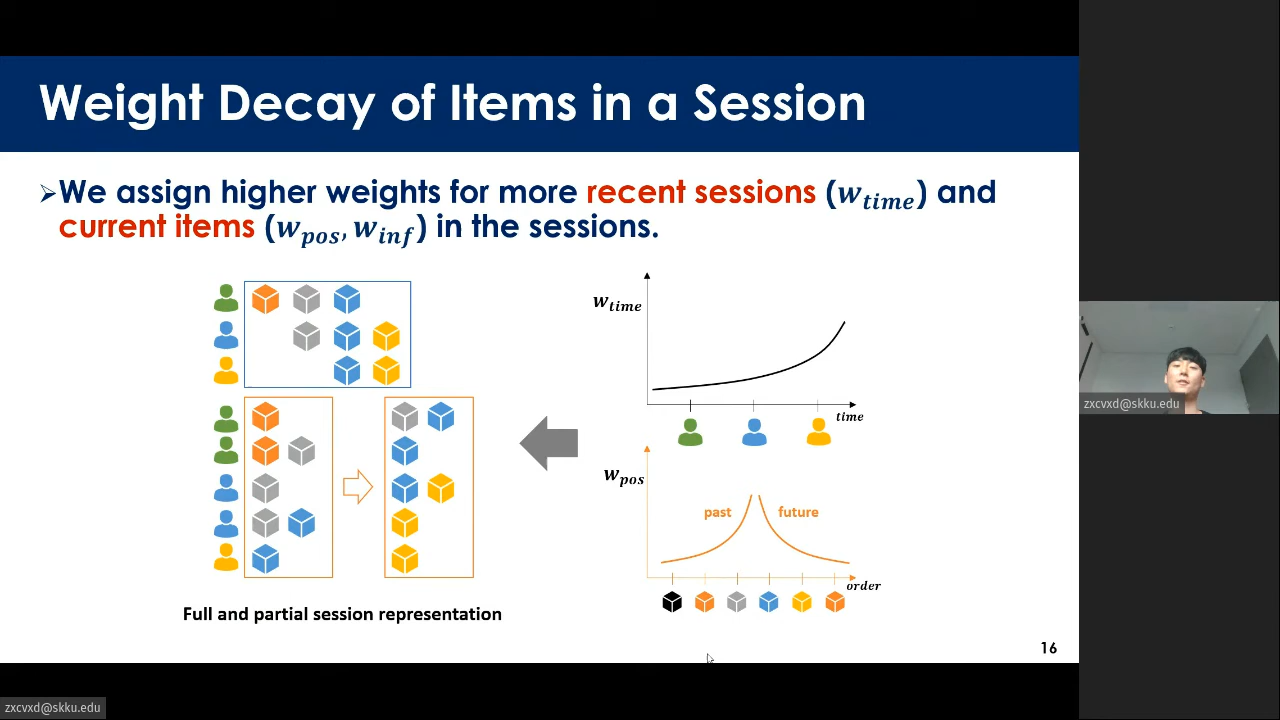 Weight Decay of Items in a Session
➢We assign higher weights for more recent sessions (w_time) and
current items (w_pos, w_inf) in the sessions.
w_time
time
w_pos
past
future
order
Full and partial session representation
16
zxcvxd@skku.edu
zxcvxd@skku.edu